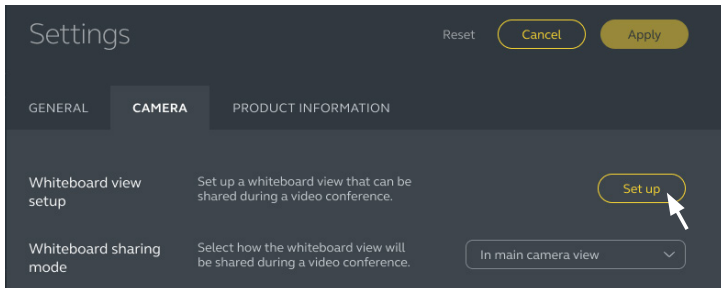 Settings
Reset
Cancel
Apply
GENERAL
CAMERA
PRODUCT INFORMATION
Whiteboard view
setup
Set up a whiteboard view that can be
shared during a video conference.
Set up
Whiteboard sharing
mode
Select how the whiteboard view will
be shared during a video conference.
In main camera view